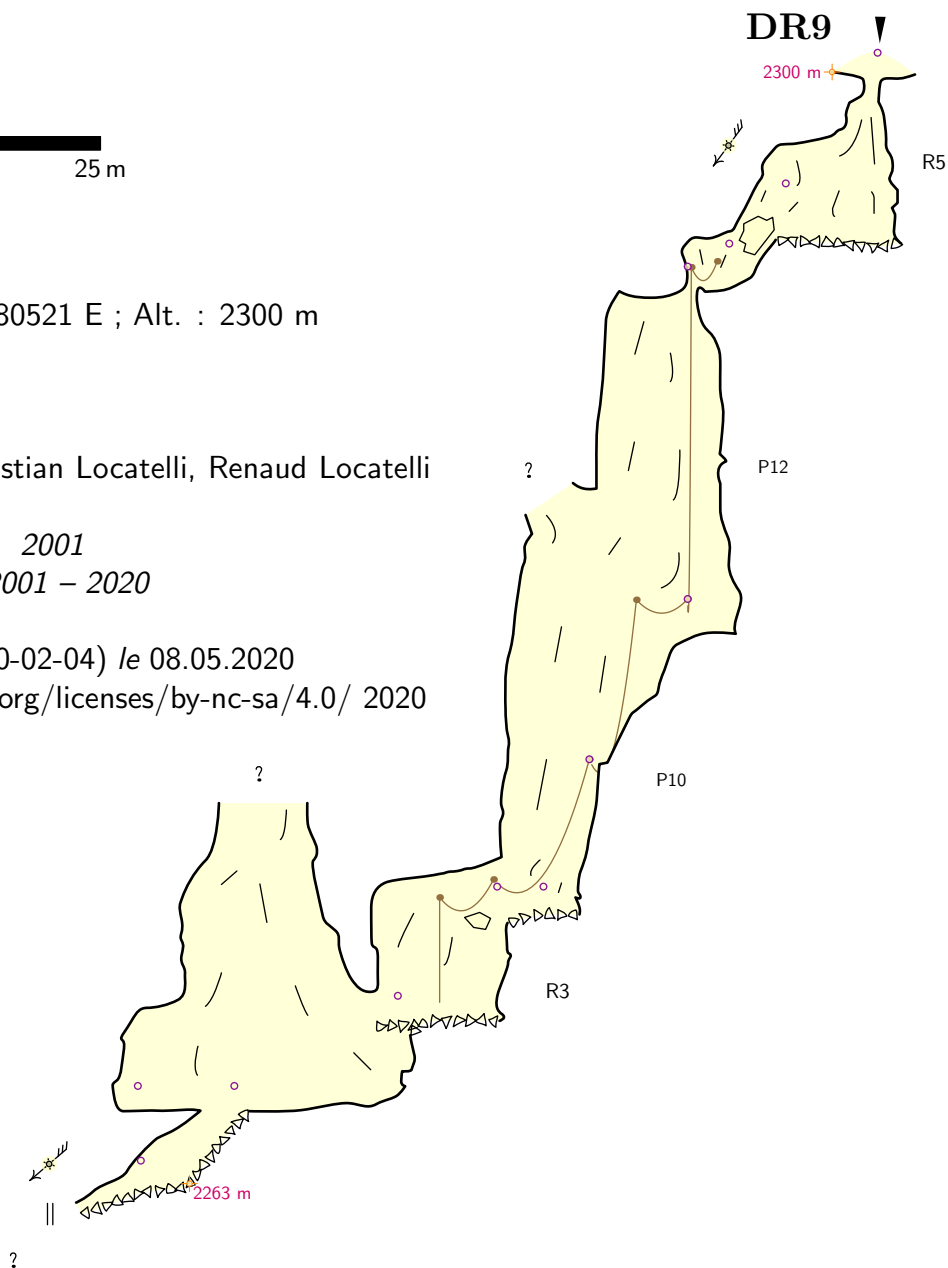 DR9
2300 m
25 m
R5
80521 E ; Alt. : 2300 m
stian Locatelli, Renaud Locatelli
?
P12
2001
2001 – 2020
0-02-04) le 08.05.2020
org/licenses/by-nc-sa/4.0/ 2020
?
P10
R3
2263 m
?